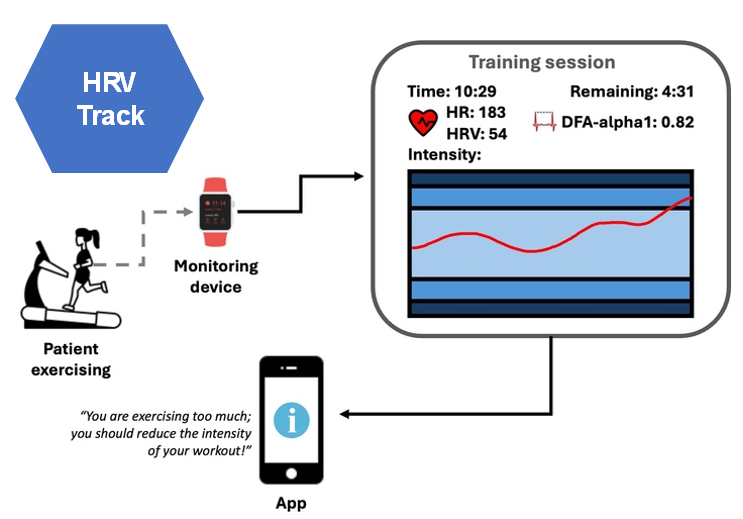 HRV
Track
Training session
Time: 10:29
Remaining: 4:31
HR: 183
HRV: 54
DFA-alpha1: 0.82
Intensity:
Monitoring
device
Patient
exercising
“You are exercising too much;
you should reduce the intensity
of your workout!”
i
App